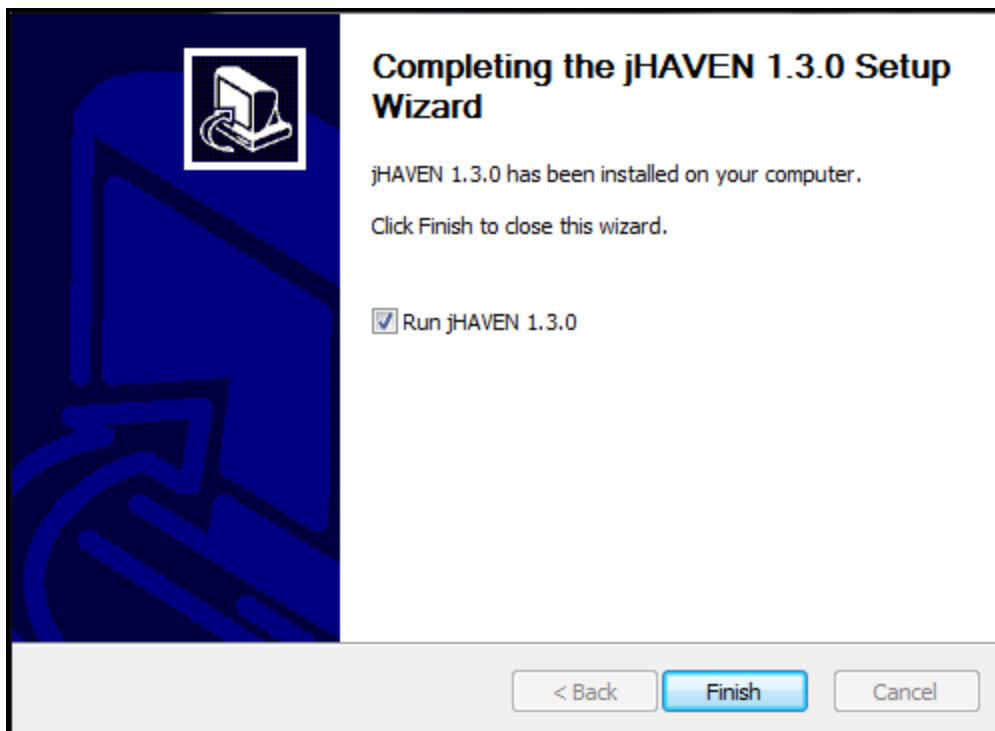 Completing the jHAVEN 1.3.0 Setup
Wizard
jHAVEN 1.3.0 has been installed on your computer.
Click Finish to close this wizard.
Run jHAVEN 1.3.0
< Back Finish Cancel